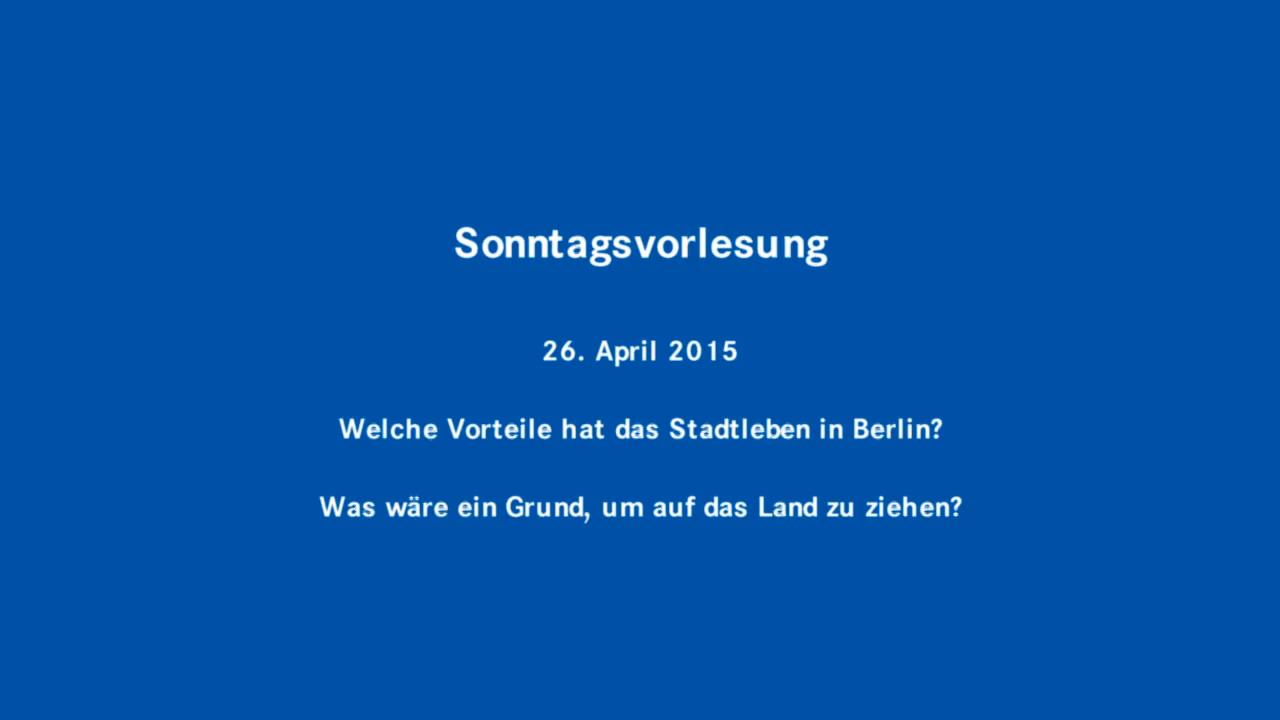 Sonntagsvorlesung
26. April 2015
Welche Vorteile hat das Stadtleben in Berlin?
Was wäre ein Grund, um auf das Land zu ziehen?